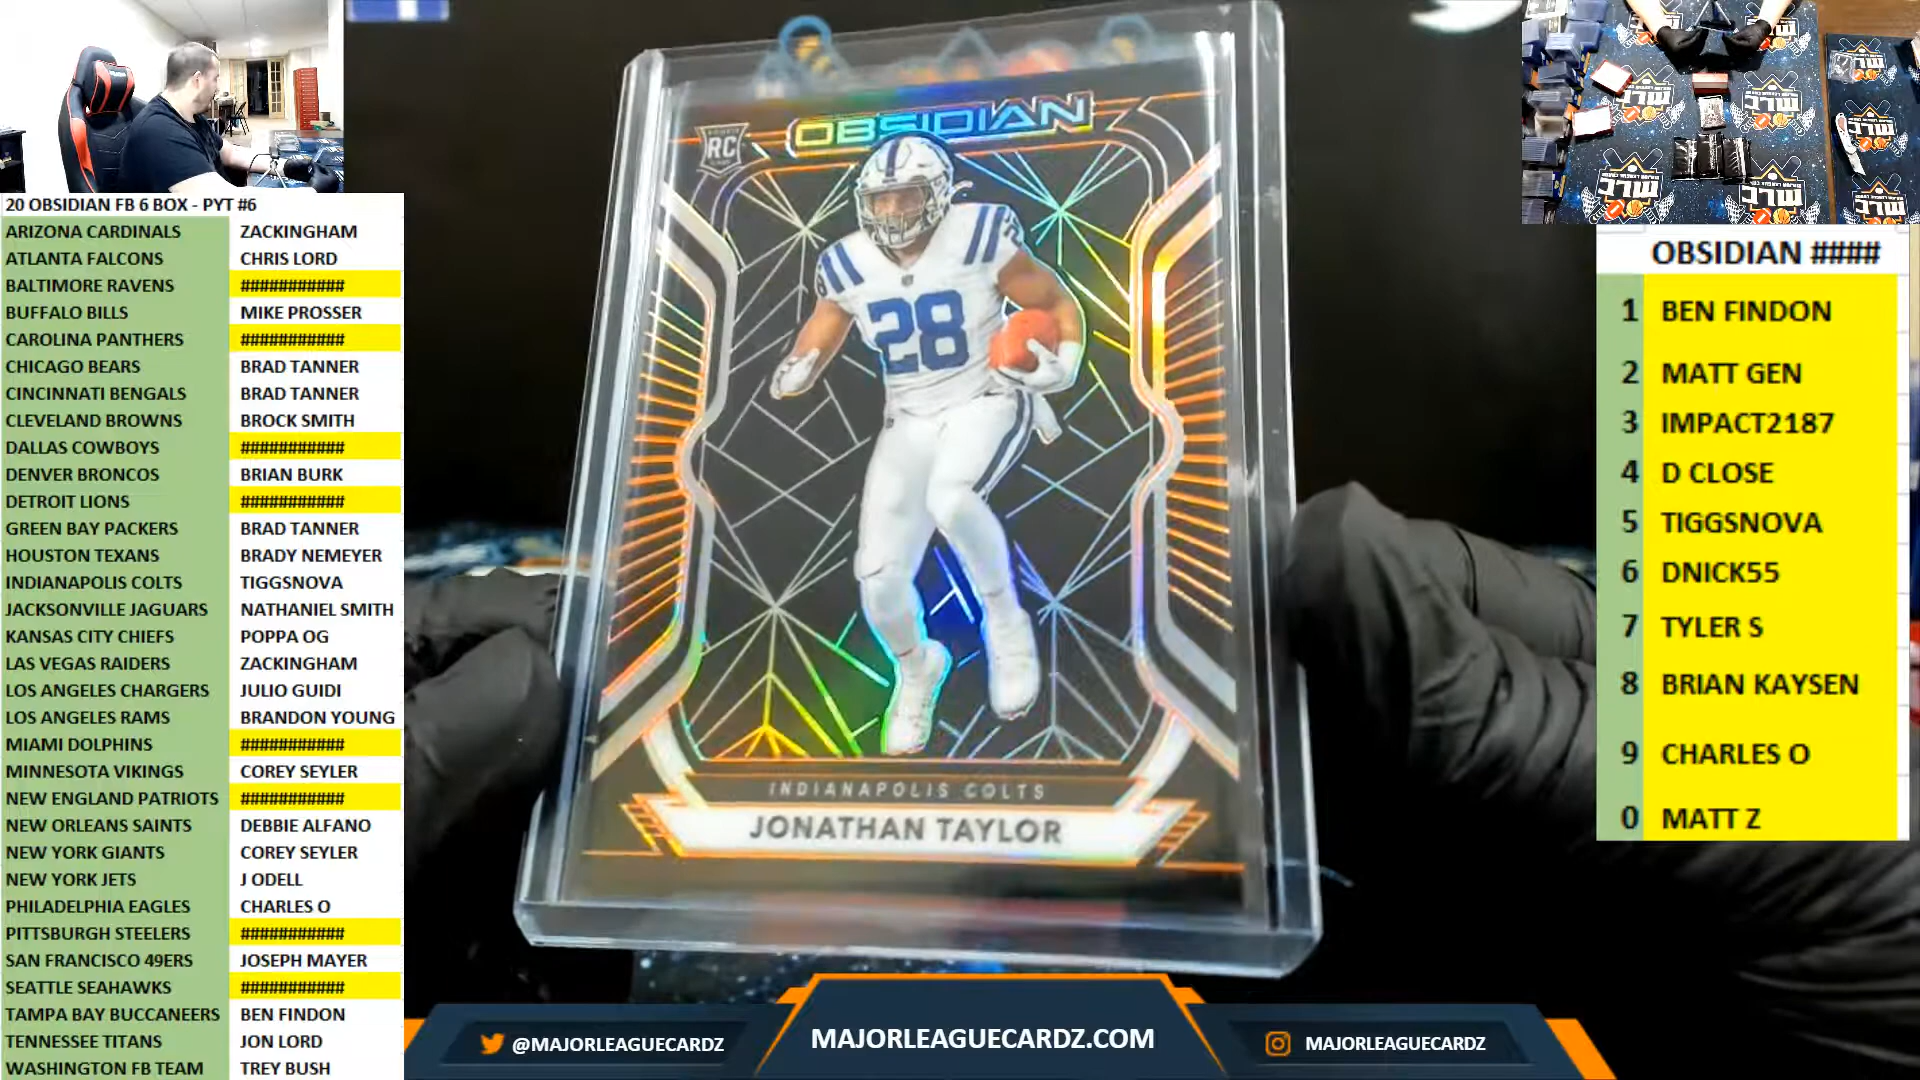 20 OBSIDIAN FB 6 BOX - PYT #6
ARIZONA CARDINALS ZACKINGHAM
ATLANTA FALCONS CHRIS LORD
BALTIMORE RAVENS ###########
BUFFALO BILLS MIKE PROSSER
CAROLINA PANTHERS ###########
CHICAGO BEARS BRAD TANNER
CINCINNATI BENGALS BRAD TANNER
CLEVELAND BROWNS BROCK SMITH
DALLAS COWBOYS ###########
DENVER BRONCOS BRIAN BURK
DETROIT LIONS ###########
GREEN BAY PACKERS BRAD TANNER
HOUSTON TEXANS BRADY NEMEYER
INDIANAPOLIS COLTS TIGGSNOVA
JACKSONVILLE JAGUARS NATHANIEL SMITH
KANSAS CITY CHIEFS POPPA OG
LAS VEGAS RAIDERS ZACKINGHAM
LOS ANGELES CHARGERS JULIO GUIDI
LOS ANGELES RAMS BRANDON YOUNG
MIAMI DOLPHINS ###########
MINNESOTA VIKINGS COREY SEYLER
NEW ENGLAND PATRIOTS ###########
NEW ORLEANS SAINTS DEBBIE ALFANO
NEW YORK GIANTS COREY SEYLER
NEW YORK JETS J ODELL
PHILADELPHIA EAGLES CHARLES O
PITTSBURGH STEELERS ###########
SAN FRANCISCO 49ERS JOSEPH MAYER
SEATTLE SEAHAWKS ###########
TAMPA BAY BUCCANEERS BEN FINDON
TENNESSEE TITANS JON LORD
WASHINGTON FB TEAM TREY BUSH
RC
OBSIDIAN
28
28
INDIANAPOLIS COLTS
JONATHAN TAYLOR
OBSIDIAN ####
1 BEN FINDON
2 MATT GEN
3 IMPACT2187
4 D CLOSE
5 TIGGSNOVA
6 DNICK55
7 TYLER S
8 BRIAN KAYSEN
9 CHARLES O
0 MATT Z
@MAJORLEAGUECARDZ
MAJORLEAGUECARDZ.COM
MAJORLEAGUECARDZ